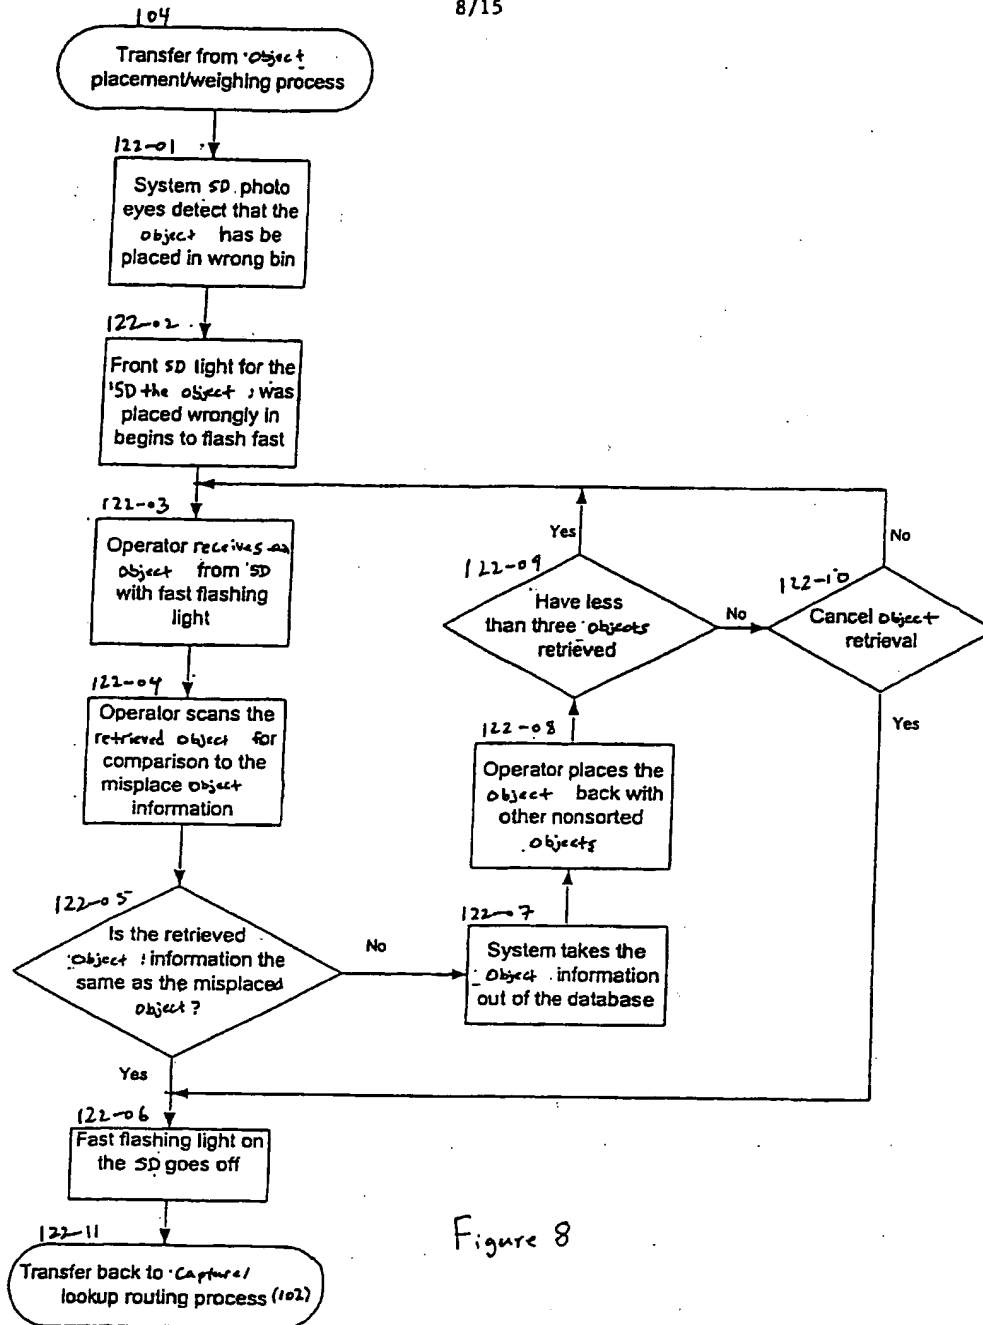 8/15
104
Transfer from object
placement/weighing process
122-01
System SD photo
eyes detect that the
object has be
placed in wrong bin
122-02
Front SD light for the
SD the object was
placed wrongly in
begins to flash fast
122-03
Operator receives an
object from SD
with fast flashing
light
122-04
Operator scans the
retrieved object for
comparison to the
misplace object
information
122-05
Is the retrieved
object information the
same as the misplaced
object?
No
Yes
122-06
Fast flashing light on
the SD goes off
122-11
Transfer back to capture/
lookup routing process (102)
122-07
System takes the
object information
out of the database
122-08
Operator places the
object back with
other nonsorted
objects
122-09
Have less
than three objects
retrieved
Yes
No
122-10
Cancel object
retrieval
No
Yes
Figure 8